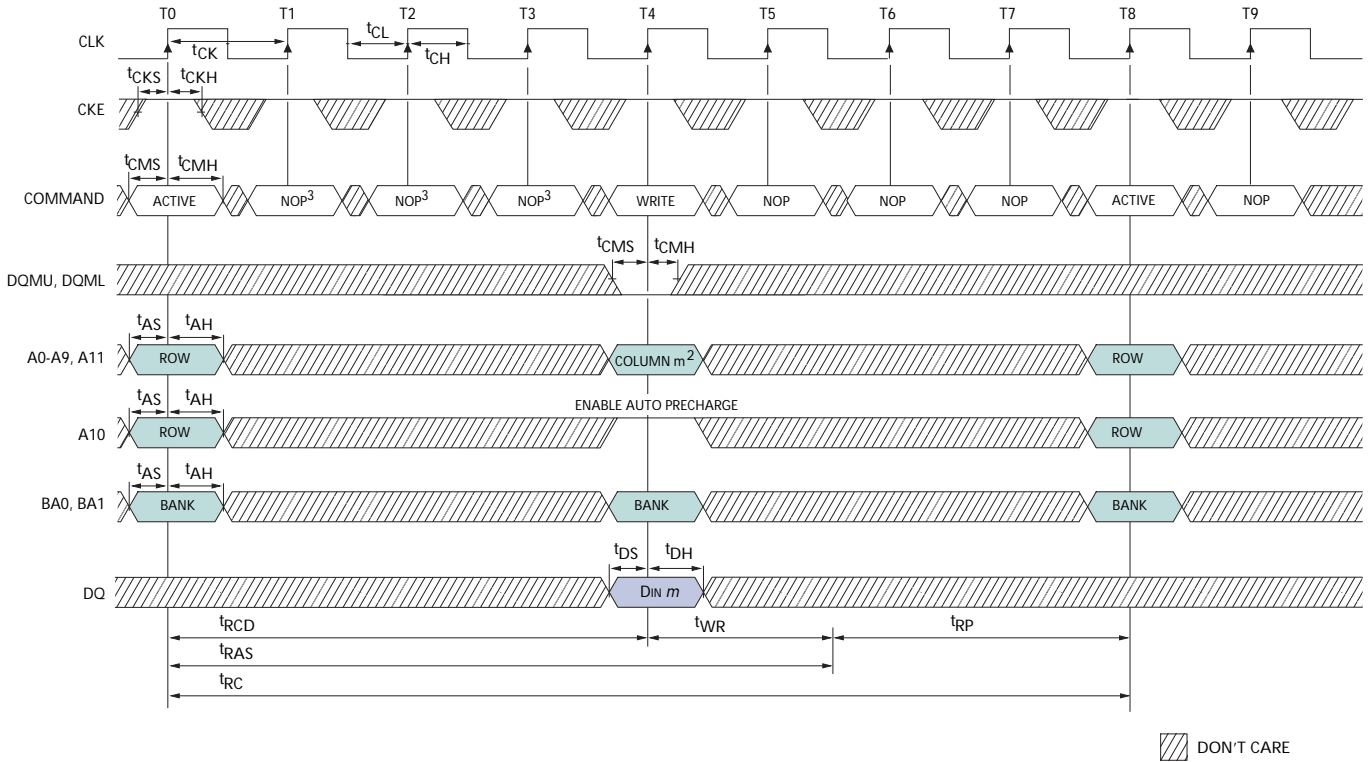 T0 T1 T2 T3 T4 T5 T6 T7 T8 T9
CLK
tCK tCL tCH
tCKS tCKH
CKE
tCMS tCMH
COMMAND ACTIVE NOP3 NOP3 NOP3 WRITE NOP NOP NOP ACTIVE NOP
tCMS tCMH
DQMU, DQML
tAS tAH
A0-A9, A11 ROW COLUMN m2 ROW
tAS tAH ENABLE AUTO PRECHARGE
A10 ROW ROW
tAS tAH
BA0, BA1 BANK BANK BANK
tDS tDH
DQ DIN m
tRCD tWR tRP
tRAS
tRC
DON'T CARE